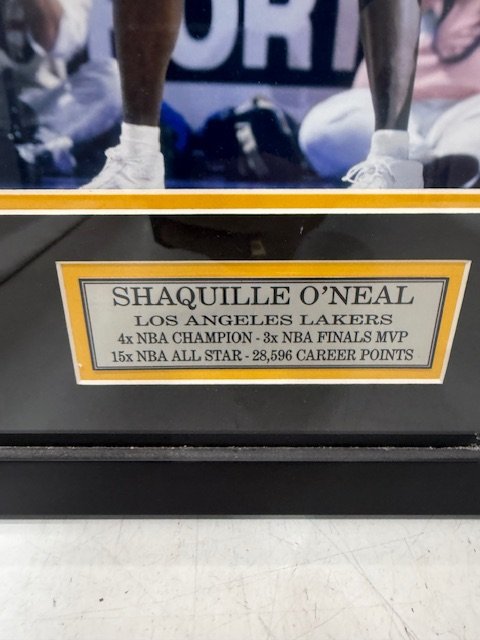 ORT
SHAQUILLE O'NEAL
LOS ANGELES LAKERS
4x NBA CHAMPION - 3x NBA FINALS MVP
15x NBA ALL STAR - 28,596 CAREER POINTS